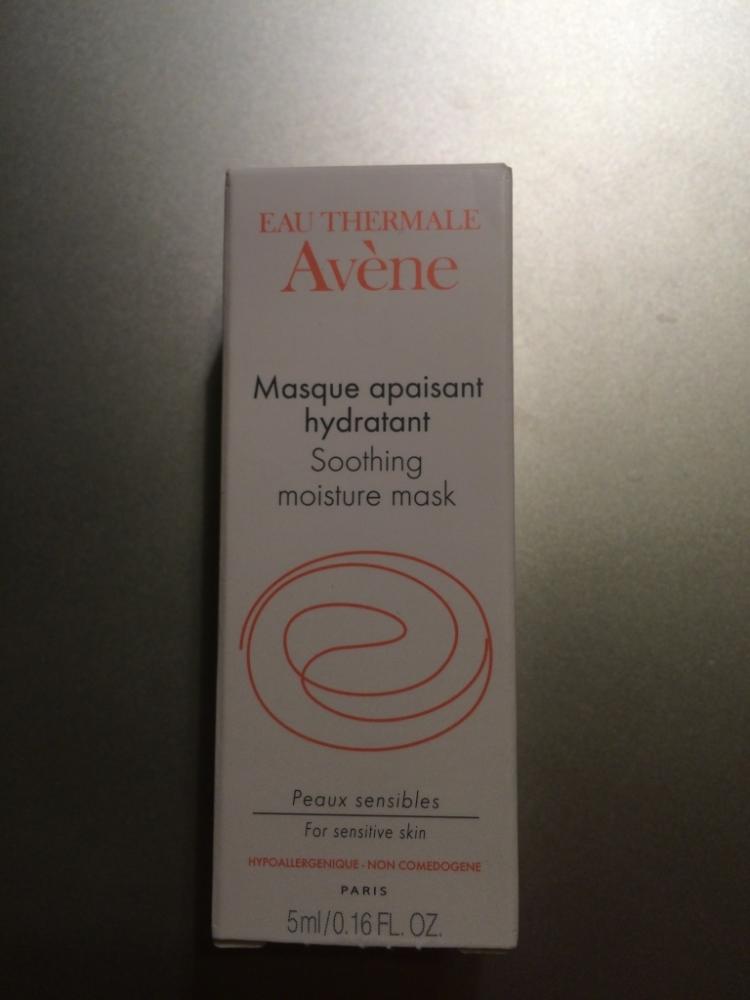 EAU THERMALE
Avène
Masque apaisant
hydratant
Soothing
moisture mask
Peaux sensibles
For sensitive skin
HYPOALLERGENIQUE - NON COMEDOGENE
PARIS
5ml/0.16 FL. OZ.